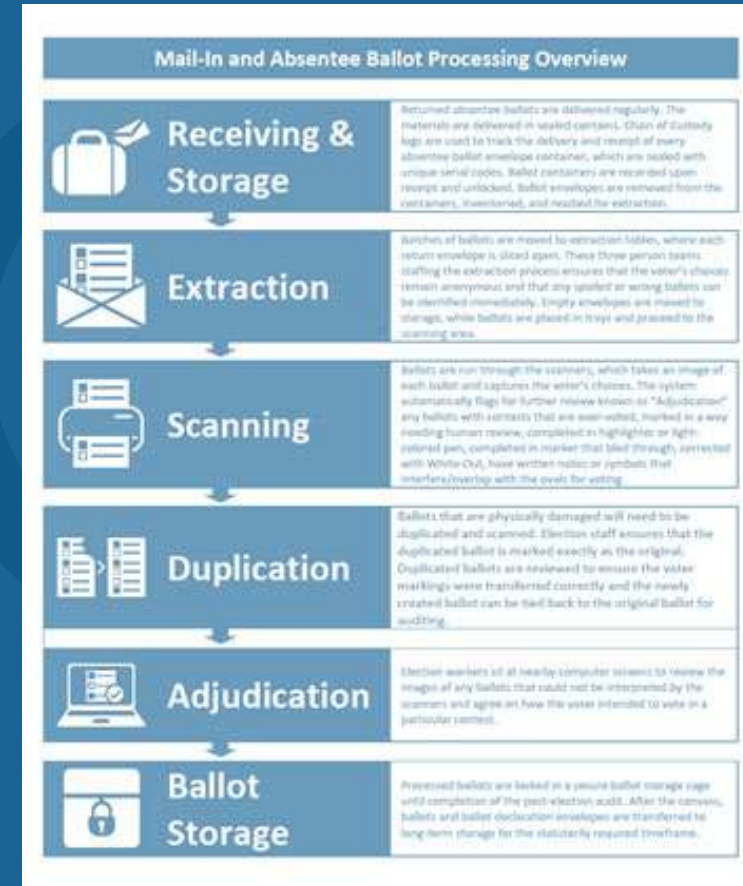 Mail-In and Absentee Ballot Processing Overview
Receiving &
Storage
Returned absentee ballots are delivered regularly. The
materials are delivered in sealed Chain of Custody
logs are used to track the delivery and receipt of every
absentee ballot envelope container, which are sealed with
unique serial codes. Ballot containers are recorded upon
receipt and unlocked. Ballot envelopes are removed from the
containers, inventoried, and readied for extraction.
Extraction
Batches of ballots are moved to extraction tables, where each
return envelope is sliced open. These three person teams
staffing the extraction process ensures that the voter's choices
remain anonymous and that any spoiled or wrong ballots can
be identified immediately. Empty envelopes are moved to
storage, while ballots are placed in trays and proceed to the
scanning area.
Scanning
Ballots are run through the scanners, which takes an image of
each ballot and captures the voter's choices. The system
automatically flags for further review known as "Adjudication"
any ballots with contests that are over-voted, marked in a way
needing human review, completed in highlighter or light
colored pen, completed in marker that bled through, corrected
with White-Out, have written notes or symbols that
interfere/overlap with the ovals for voting.
Duplication
Ballots that are physically damaged will need to be
duplicated and scanned. Election staff ensures that the
duplicated ballot is marked exactly as the original.
Duplicated ballots are reviewed to ensure the voter
markings were transferred correctly and the newly
created ballot can be tied back to the original ballot for
auditing.
Adjudication
Election workers sit at nearby computer screens to review the
images of any ballots that could not be interpreted by the
scanners and agree on how the voter intended to vote in a
particular contest.
Ballot
Storage
Processed ballots are locked in a secure ballot storage cage
until completion of the post-election audit. After the canvass,
ballots and ballot declaration envelopes are transferred to
long-term storage for the statutorily required timeframe.